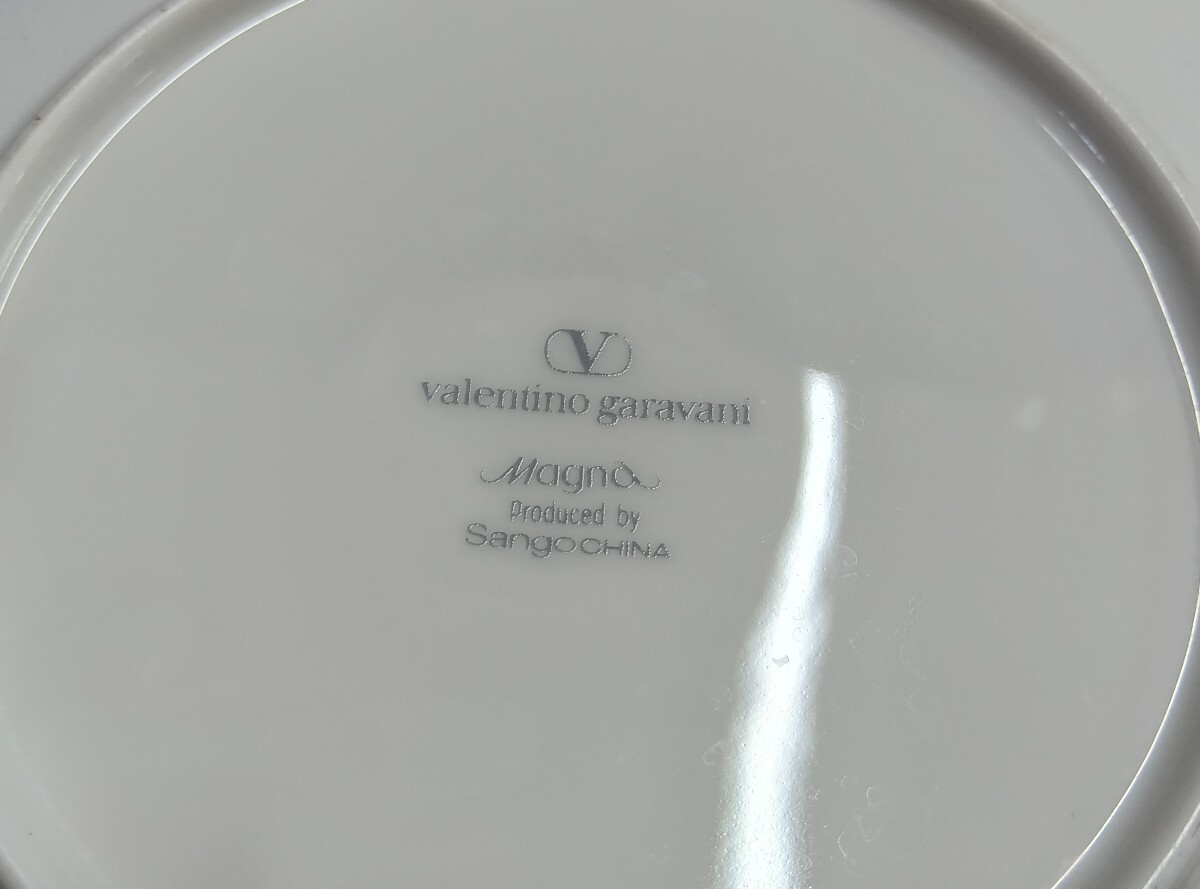 V
valentino garavani
Magna
Produced by
Sango CHINA